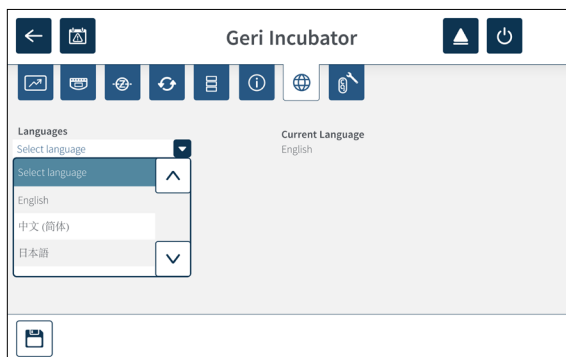 Geri Incubator
Languages
Select language
Select language
English
中文 (简体)
日本語
Current Language
English